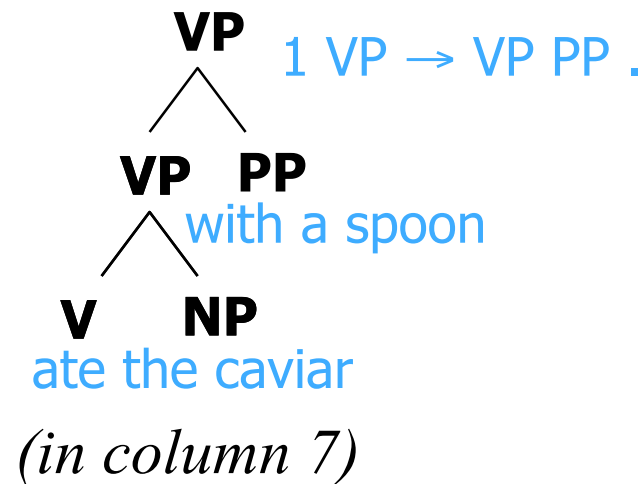 VP 1 VP → VP PP .
VP PP
with a spoon
V NP
ate the caviar
(in column 7)